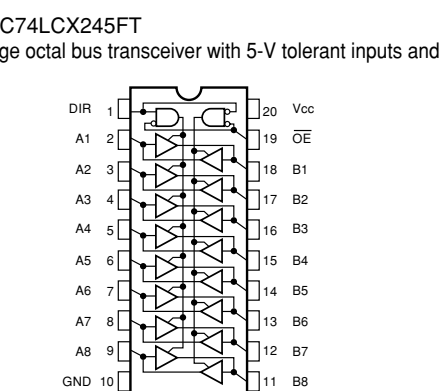 C74LCX245FT
ge octal bus transceiver with 5-V tolerant inputs and
DIR 1 20 Vcc
A1 2 19 OE
A2 3 18 B1
A3 4 17 B2
A4 5 16 B3
A5 6 15 B4
A6 7 14 B5
A7 8 13 B6
A8 9 12 B7
GND 10 11 B8